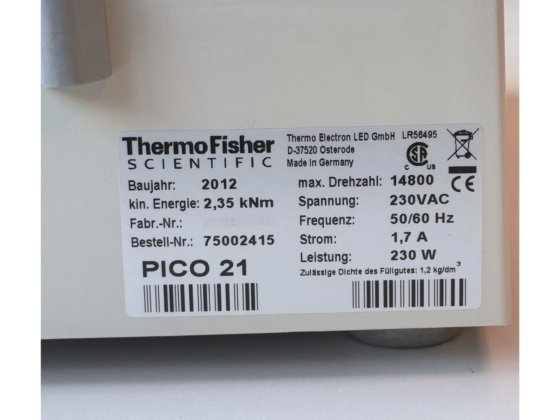 ThermoFisher
SCIENTIFIC
Thermo Electron LED GmbH LR56495
D-37520 Osterode
Made in Germany
C US
Baujahr: 2012
kin. Energie: 2,35 kNm
Fabr.-Nr.:
Bestell-Nr.: 75002415
max. Drehzahl: 14800
Spannung: 230VAC
Frequenz: 50/60 Hz
Strom: 1,7 A
Leistung: 230 W
CE
PICO 21
Zulässige Dichte des Füllgutes: 1,2 kg/dm³